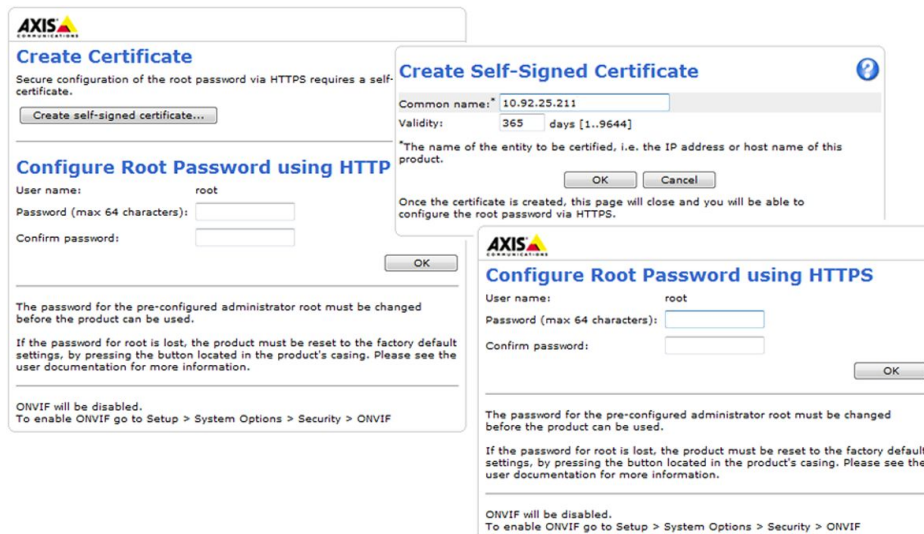 AXIS
COMMUNICATIONS
Create Certificate
Secure configuration of the root password via HTTPS requires a self-
certificate.
Create self-signed certificate...
Configure Root Password using HTTP
User name: root
Password (max 64 characters):
Confirm password:
OK
The password for the pre-configured administrator root must be changed
before the product can be used.
If the password for root is lost, the product must be reset to the factory default
settings, by pressing the button located in the product's casing. Please see the
user documentation for more information.
ONVIF will be disabled.
To enable ONVIF go to Setup > System Options > Security > ONVIF
Create Self-Signed Certificate
?
Common name:* 10.92.25.211
Validity: 365 days [1..9644]
*The name of the entity to be certified, i.e. the IP address or host name of this
product.
OK Cancel
Once the certificate is created, this page will close and you will be able to
configure the root password via HTTPS.
AXIS
COMMUNICATIONS
Configure Root Password using HTTPS
User name: root
Password (max 64 characters):
Confirm password:
OK
The password for the pre-configured administrator root must be changed
before the product can be used.
If the password for root is lost, the product must be reset to the factory default
settings, by pressing the button located in the product's casing. Please see the
user documentation for more information.
ONVIF will be disabled.
To enable ONVIF go to Setup > System Options > Security > ONVIF